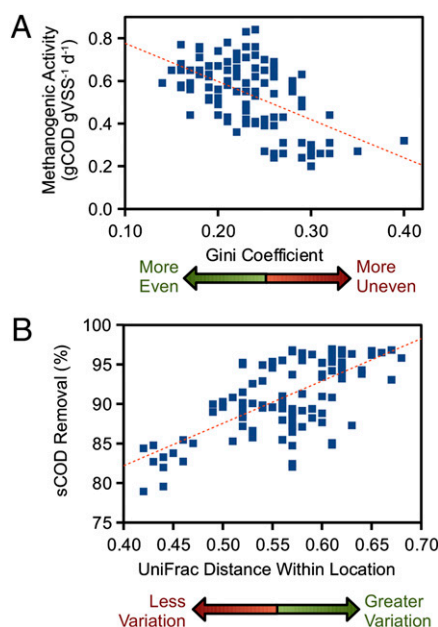 A
Methanogenic Activity
(gCOD gVSS⁻¹ d⁻¹)
0.8
0.6
0.4
0.2
0.0
0.10 0.20 0.30 0.40
Gini Coefficient
More
Even
More
Uneven
B
sCOD Removal (%)
100
95
90
85
80
75
0.40 0.45 0.50 0.55 0.60 0.65 0.70
UniFrac Distance Within Location
Less
Variation
Greater
Variation